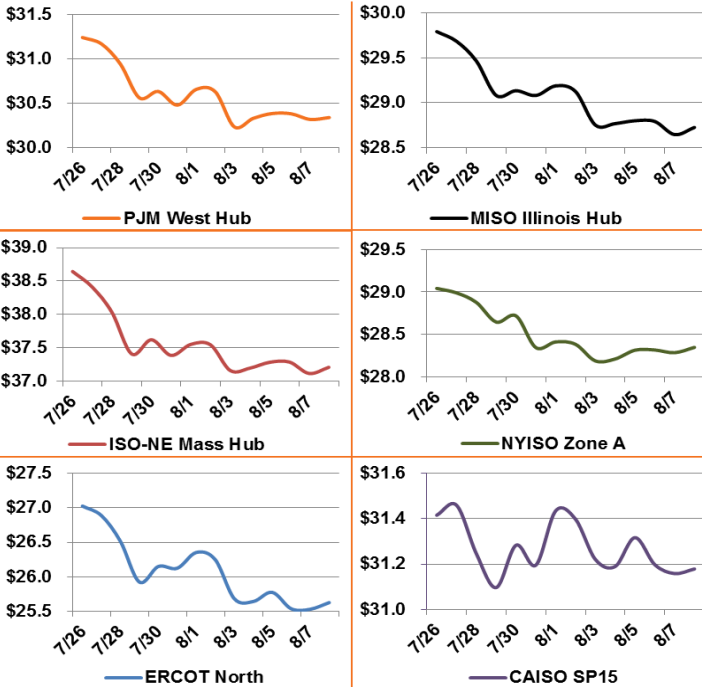 $31.5
$31.0
$30.5
$30.0
7/26 7/28 7/30 8/1 8/3 8/5 8/7
PJM West Hub
$30.0
$29.5
$29.0
$28.5
7/26 7/28 7/30 8/1 8/3 8/5 8/7
MISO Illinois Hub
$39.0
$38.5
$38.0
$37.5
$37.0
7/26 7/28 7/30 8/1 8/3 8/5 8/7
ISO-NE Mass Hub
$29.5
$29.0
$28.5
$28.0
7/26 7/28 7/30 8/1 8/3 8/5 8/7
NYISO Zone A
$27.5
$27.0
$26.5
$26.0
$25.5
7/26 7/28 7/30 8/1 8/3 8/5 8/7
ERCOT North
$31.6
$31.4
$31.2
$31.0
7/26 7/28 7/30 8/1 8/3 8/5 8/7
CAISO SP15